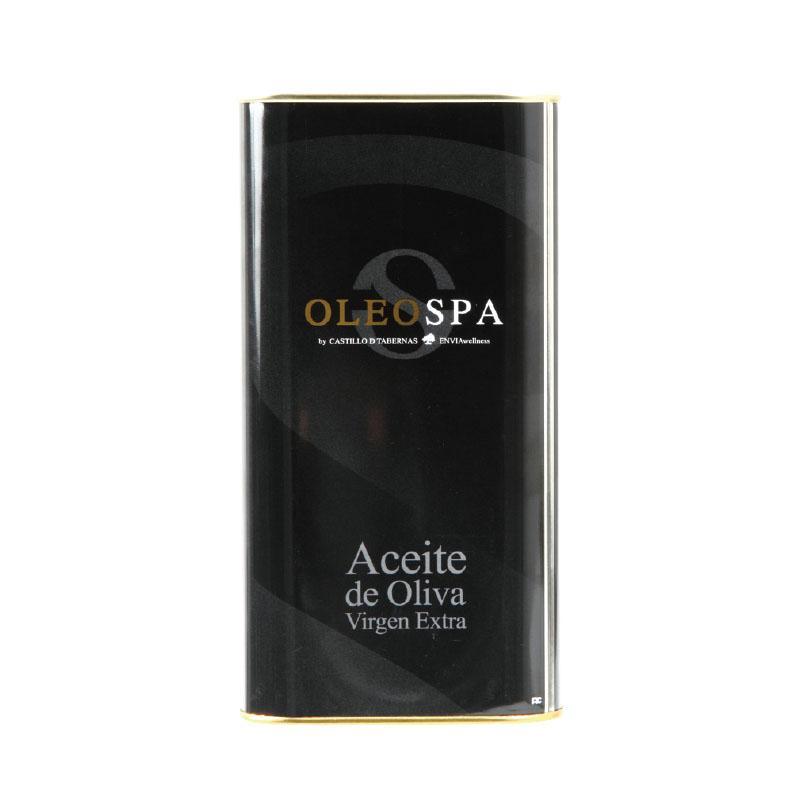 OLEOSPA
by CASTILLO D TABERNAS ENVIAwellness
Aceite
de Oliva
Virgen Extra